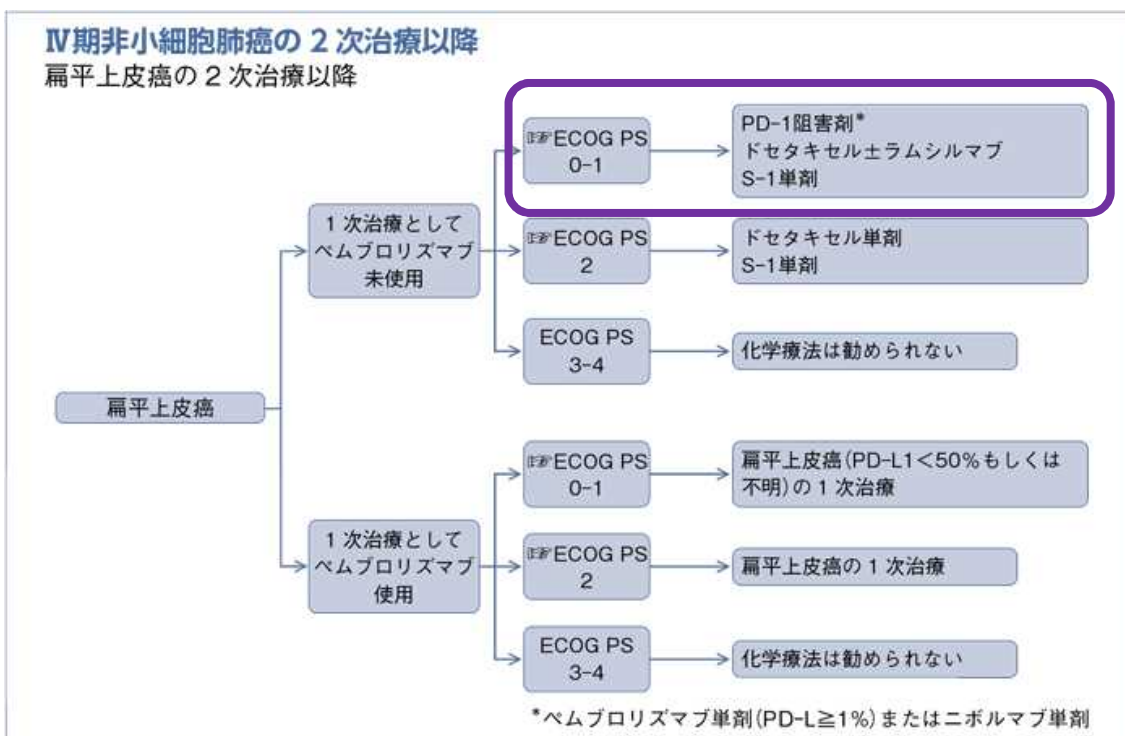 Ⅳ期非小細胞肺癌の 2 次治療以降
扁平上皮癌の 2 次治療以降
☞ECOG PS
0-1
PD-1阻害剤*
ドセタキセル±ラムシルマブ
S-1単剤
1 次治療として
ペムブロリズマブ
未使用
☞ECOG PS
2
ドセタキセル単剤
S-1単剤
ECOG PS
3-4
化学療法は勧められない
扁平上皮癌
☞ECOG PS
0-1
扁平上皮癌(PD-L1<50%もしくは
不明)の 1 次治療
1 次治療として
ペムブロリズマブ
使用
☞ECOG PS
2
扁平上皮癌の 1 次治療
ECOG PS
3-4
化学療法は勧められない
*ペムブロリズマブ単剤(PD-L≧1%)またはニボルマブ単剤